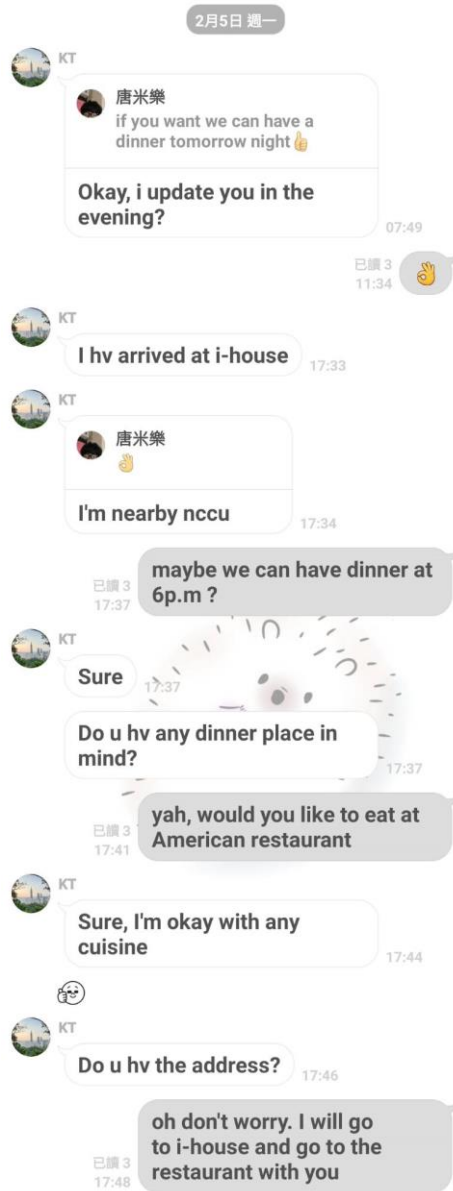 2月5日 週一
KT
唐米樂
if you want we can have a
dinner tomorrow night👍
Okay, i update you in the
evening?
07:49
已讀 3
11:34
👌
KT
I hv arrived at i-house
17:33
KT
唐米樂
👌
I'm nearby nccu
17:34
maybe we can have dinner at
6p.m ?
已讀 3
17:37
KT
Sure
17:37
Do u hv any dinner place in
mind?
17:37
yah, would you like to eat at
American restaurant
已讀 3
17:41
KT
Sure, I'm okay with any
cuisine
17:44
KT
Do u hv the address?
17:46
oh don't worry. I will go
to i-house and go to the
restaurant with you
已讀 3
17:48